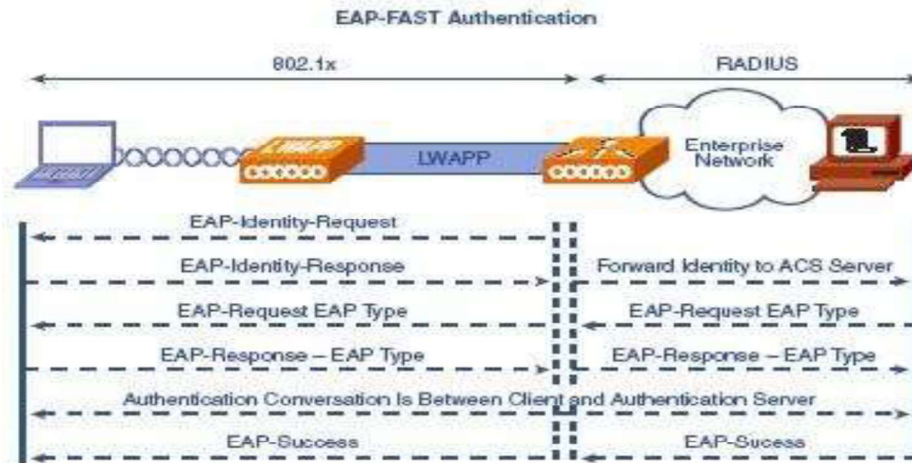 EAP-FAST Authentication
802.1x RADIUS
LWAPP
LWAPP
Enterprise
Network
EAP-Identity-Request
EAP-Identity-Response Forward Identity to ACS Server
EAP-Request EAP Type EAP-Request EAP Type
EAP-Response – EAP Type EAP-Response – EAP Type
Authentication Conversation Is Between Client and Authentication Server
EAP-Success EAP-Sucess